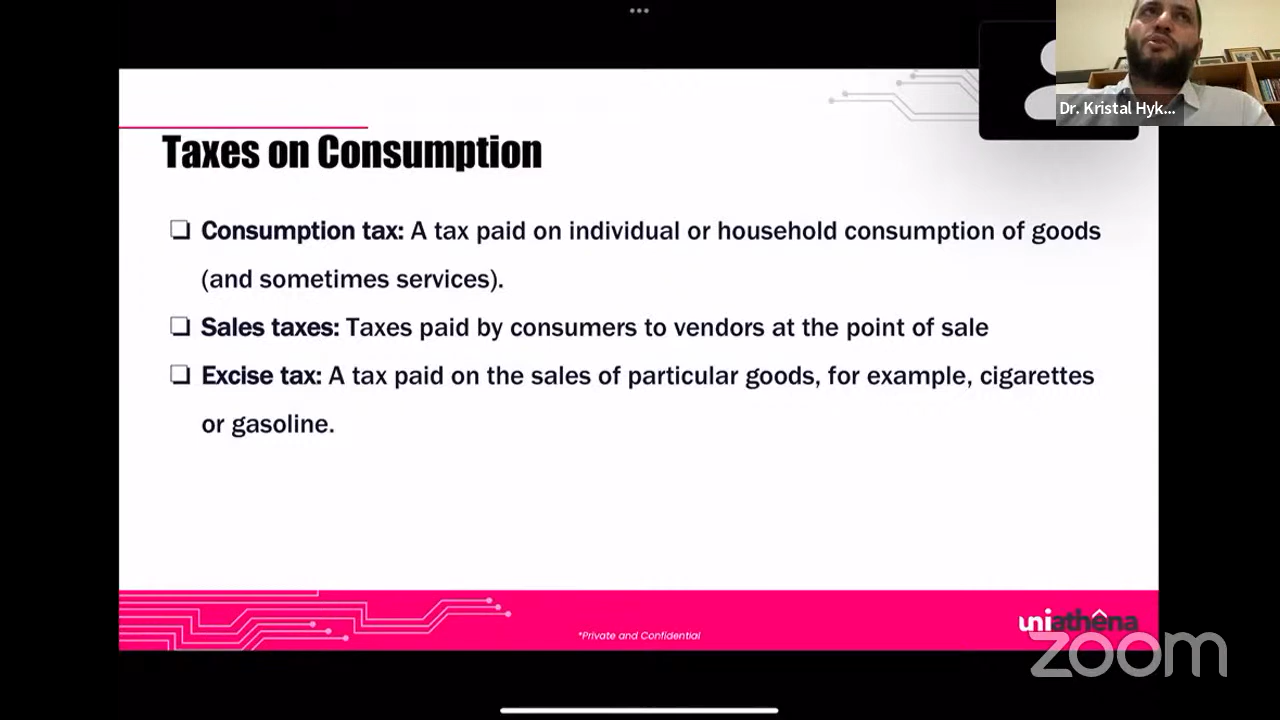 Dr. Kristal Hyk...
Taxes on Consumption
❑ Consumption tax: A tax paid on individual or household consumption of goods
(and sometimes services).
❑ Sales taxes: Taxes paid by consumers to vendors at the point of sale
❑ Excise tax: A tax paid on the sales of particular goods, for example, cigarettes
or gasoline.
*Private and Confidential
uniathena
zoom